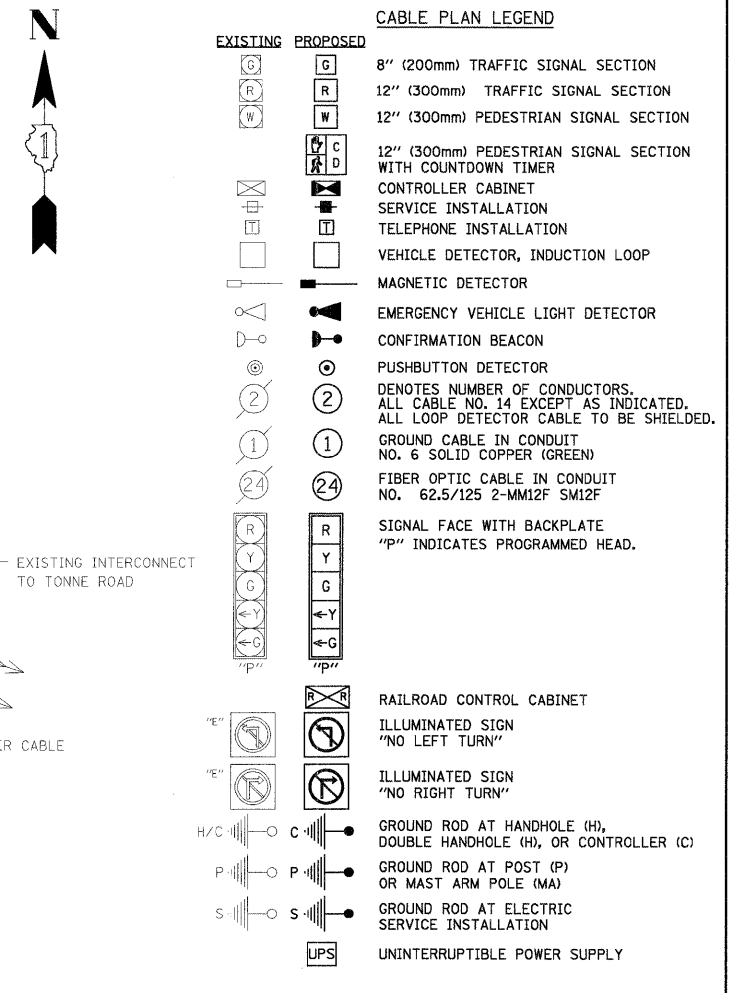 N
1
CABLE PLAN LEGEND
EXISTING PROPOSED
G G 8" (200mm) TRAFFIC SIGNAL SECTION
R R 12" (300mm) TRAFFIC SIGNAL SECTION
W W 12" (300mm) PEDESTRIAN SIGNAL SECTION
C
D
12" (300mm) PEDESTRIAN SIGNAL SECTION
WITH COUNTDOWN TIMER
CONTROLLER CABINET
SERVICE INSTALLATION
T T TELEPHONE INSTALLATION
VEHICLE DETECTOR, INDUCTION LOOP
MAGNETIC DETECTOR
EMERGENCY VEHICLE LIGHT DETECTOR
CONFIRMATION BEACON
PUSHBUTTON DETECTOR
2 2 DENOTES NUMBER OF CONDUCTORS.
ALL CABLE NO. 14 EXCEPT AS INDICATED.
ALL LOOP DETECTOR CABLE TO BE SHIELDED.
1 1 GROUND CABLE IN CONDUIT
NO. 6 SOLID COPPER (GREEN)
24 24 FIBER OPTIC CABLE IN CONDUIT
NO. 62.5/125 2-MM12F SM12F
R R SIGNAL FACE WITH BACKPLATE
"P" INDICATES PROGRAMMED HEAD.
Y Y
G G
←Y ←Y
←G ←G
"P" "P"
EXISTING INTERCONNECT
TO TONNE ROAD
R R RAILROAD CONTROL CABINET
"E" ILLUMINATED SIGN
"NO LEFT TURN"
ER CABLE
"E" ILLUMINATED SIGN
"NO RIGHT TURN"
H/C C GROUND ROD AT HANDHOLE (H),
DOUBLE HANDHOLE (H), OR CONTROLLER (C)
P P GROUND ROD AT POST (P)
OR MAST ARM POLE (MA)
S S GROUND ROD AT ELECTRIC
SERVICE INSTALLATION
UPS UNINTERRUPTIBLE POWER SUPPLY